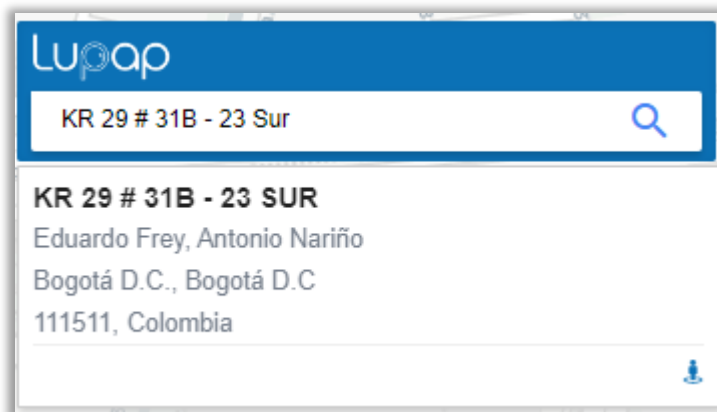 Lupap
KR 29 # 31B - 23 Sur
KR 29 # 31B - 23 SUR
Eduardo Frey, Antonio Nariño
Bogotá D.C., Bogotá D.C
111511, Colombia